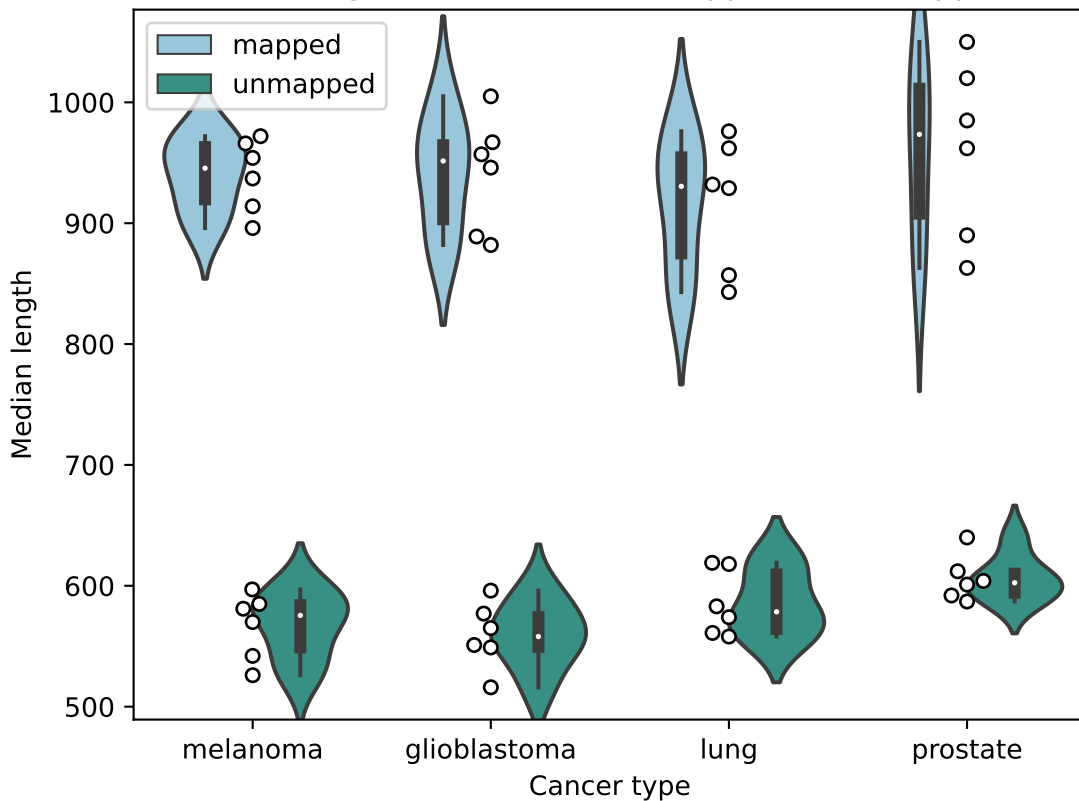 mapped
unmapped
1000
900
800
700
600
500
Median length
melanoma glioblastoma lung prostate
Cancer type